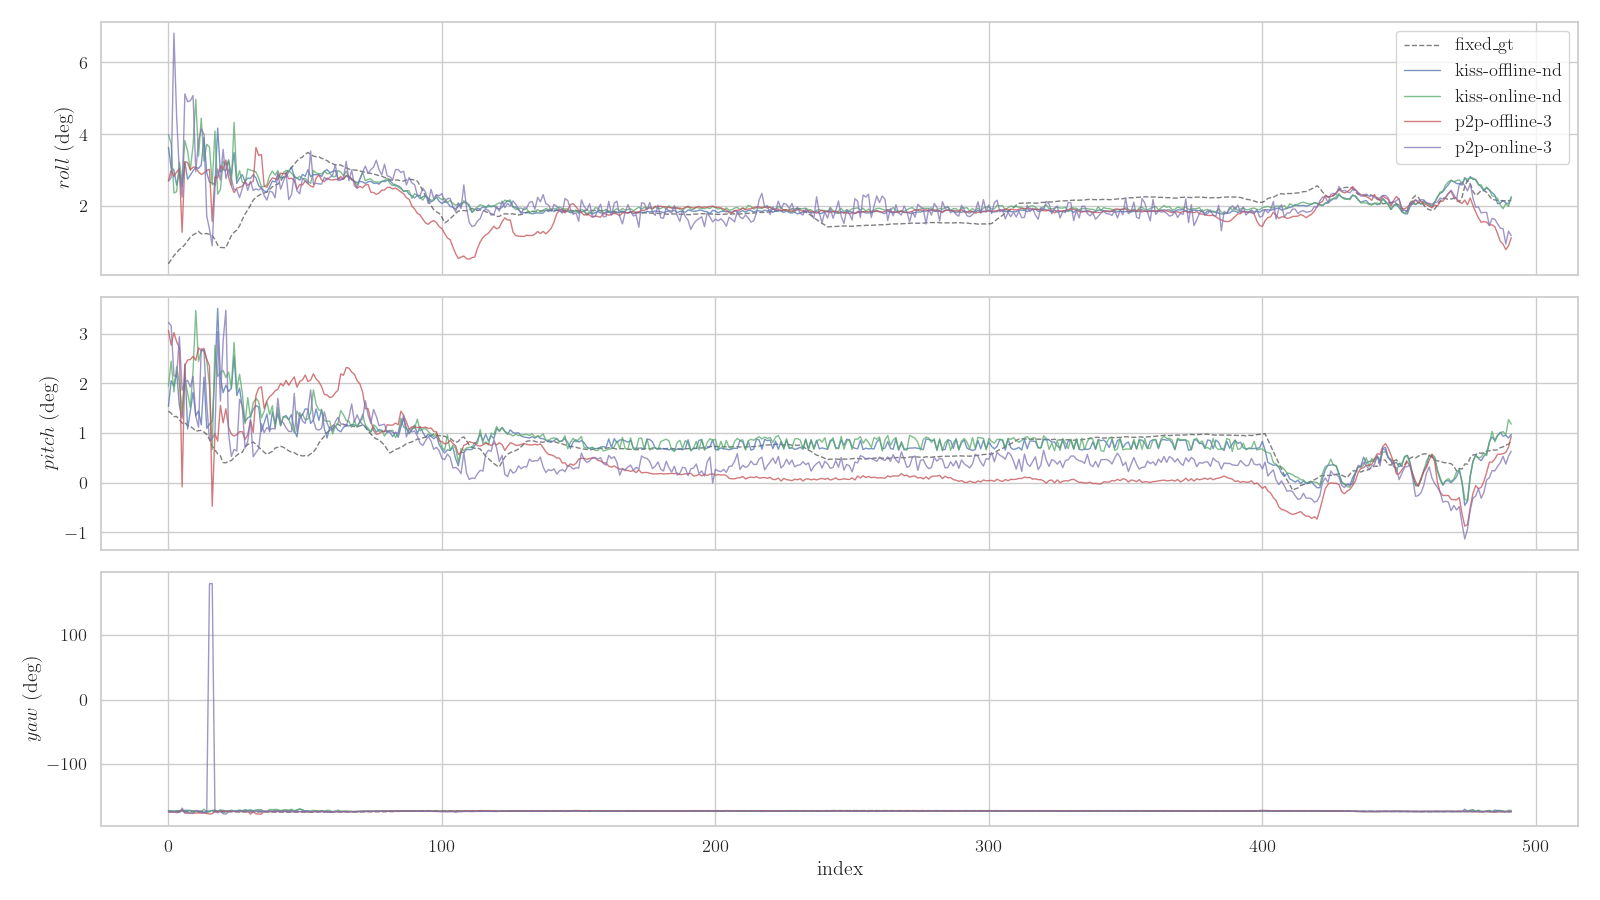 roll (deg)
6
4
2
fixed_gt
kiss-offline-nd
kiss-online-nd
p2p-offline-3
p2p-online-3
pitch (deg)
3
2
1
0
−1
yaw (deg)
100
0
−100
0 100 200 300 400 500
index